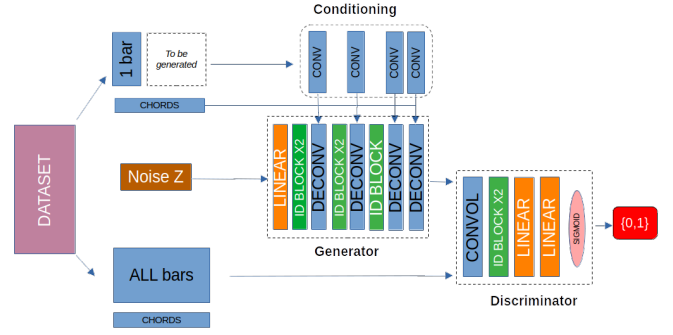 Conditioning
1 bar
To be
generated
CONV
CONV
CONV
CONV
CHORDS
DATASET
Noise Z
LINEAR
ID BLOCK X2
DECONV
ID BLOCK X2
DECONV
ID BLOCK
DECONV
DECONV
Generator
CONVOL
ID BLOCK X2
LINEAR
LINEAR
SIGMOID
{0,1}
Discriminator
ALL bars
CHORDS